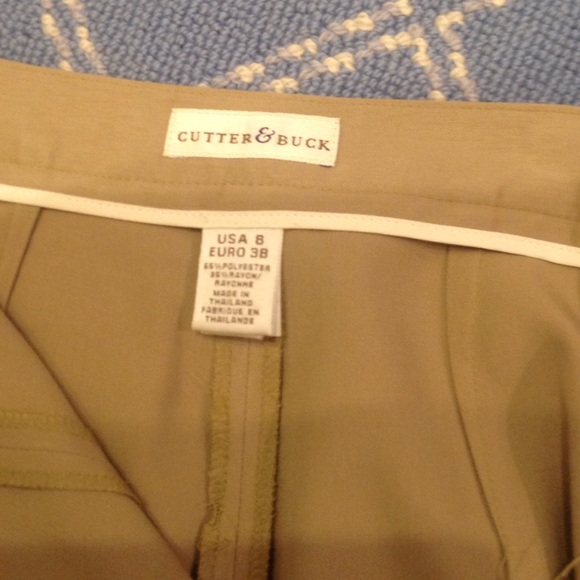 CUTTER & BUCK
USA 8
EURO 38
65% POLYESTER
35% RAYON/
RAYONNE
MADE IN
THAILAND
FABRIQUE EN
THAILANDE